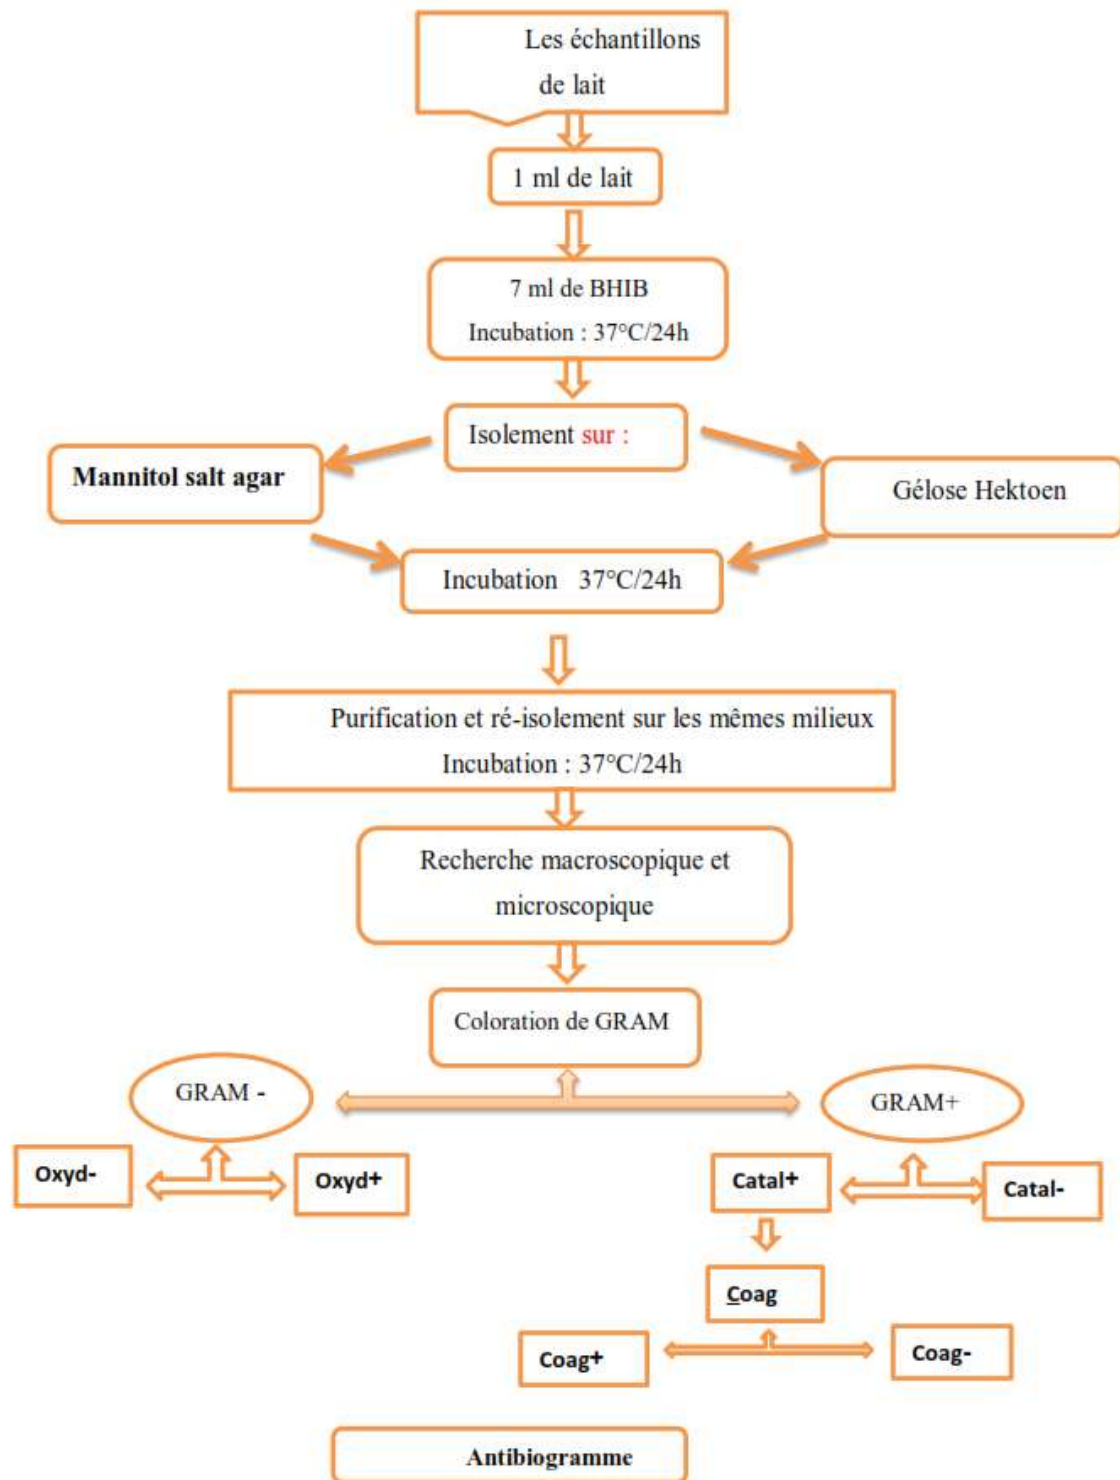 Les échantillons
de lait
1 ml de lait
7 ml de BHIB
Incubation : 37°C/24h
Isolement sur :
Mannitol salt agar
Gélose Hektoen
Incubation 37°C/24h
Purification et ré-isolement sur les mêmes milieux
Incubation : 37°C/24h
Recherche macroscopique et
microscopique
Coloration de GRAM
GRAM -
GRAM+
Oxyd-
Oxyd+
Catal+
Catal-
Coag
Coag+
Coag-
Antibiogramme